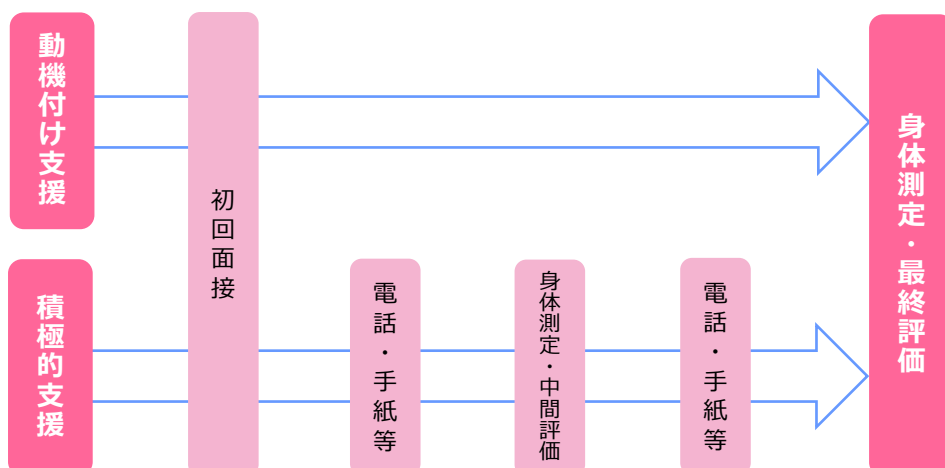 動機付け支援
初回面接
積極的支援
電話・手紙等
身体測定・中間評価
電話・手紙等
身体測定・最終評価